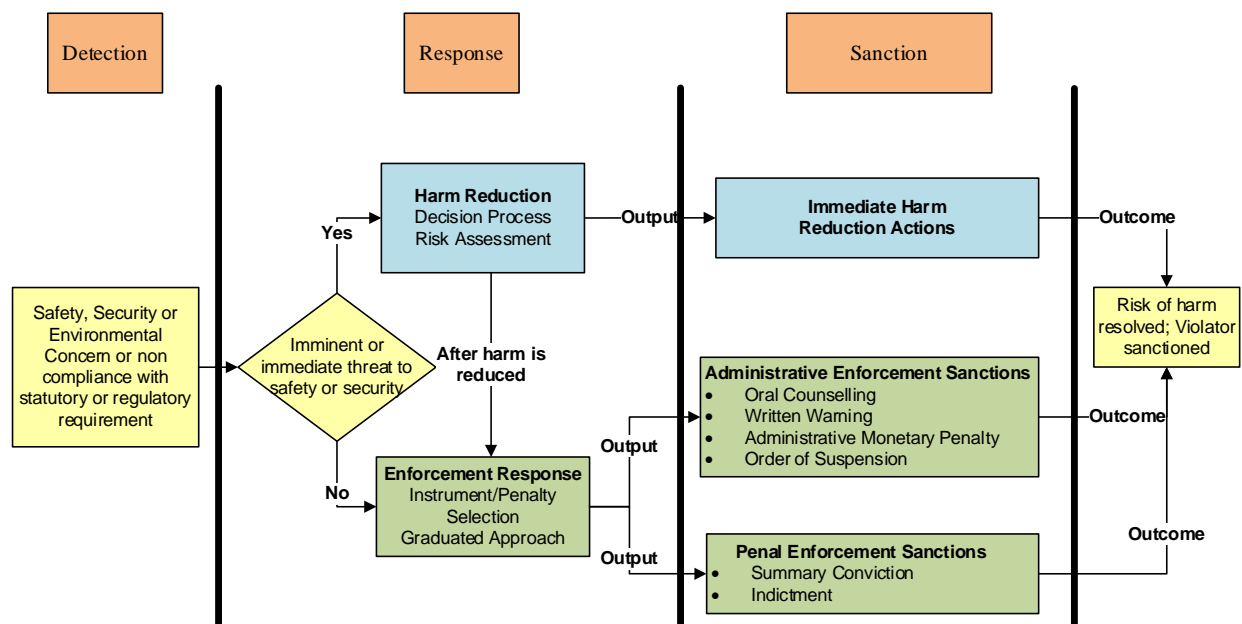 Detection
Response
Sanction
Harm Reduction
Decision Process
Risk Assessment
Output
Immediate Harm
Reduction Actions
Outcome
Yes
Safety, Security or
Environmental
Concern or non
compliance with
statutory or regulatory
requirement
Imminent or
immediate threat to
safety or security
After harm is
reduced
Risk of harm
resolved; Violator
sanctioned
Administrative Enforcement Sanctions
• Oral Counselling
• Written Warning
• Administrative Monetary Penalty
• Order of Suspension
Outcome
Output
No
Enforcement Response
Instrument/Penalty
Selection
Graduated Approach
Output
Penal Enforcement Sanctions
• Summary Conviction
• Indictment
Outcome